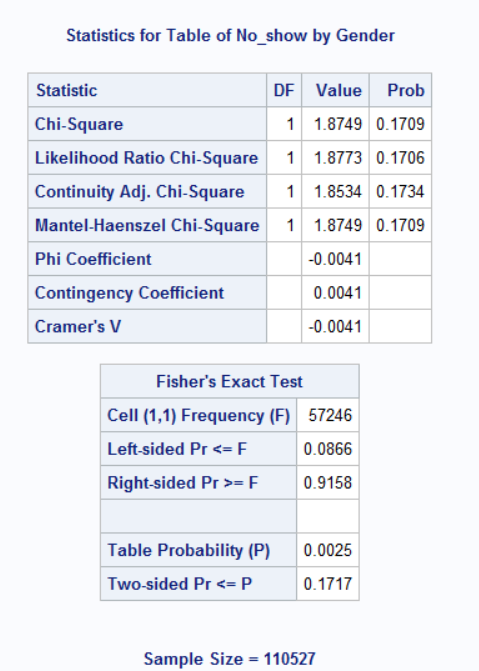 Statistics for Table of No_show by Gender
Statistic DF Value Prob
Chi-Square 1 1.8749 0.1709
Likelihood Ratio Chi-Square 1 1.8773 0.1706
Continuity Adj. Chi-Square 1 1.8534 0.1734
Mantel-Haenszel Chi-Square 1 1.8749 0.1709
Phi Coefficient -0.0041
Contingency Coefficient 0.0041
Cramer's V -0.0041
Fisher's Exact Test
Cell (1,1) Frequency (F) 57246
Left-sided Pr <= F 0.0866
Right-sided Pr >= F 0.9158
Table Probability (P) 0.0025
Two-sided Pr <= P 0.1717
Sample Size = 110527